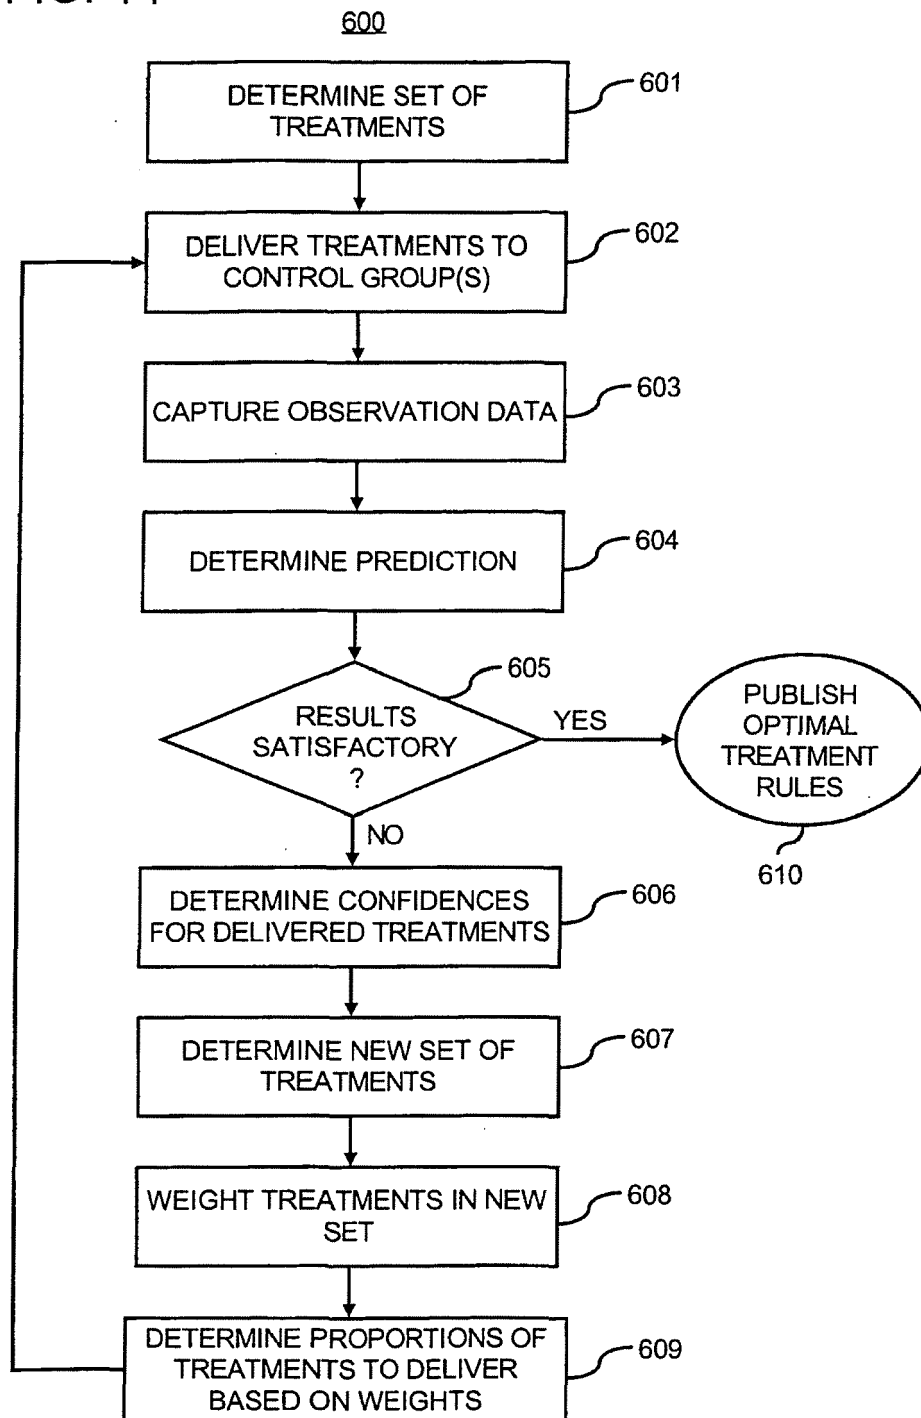 600
DETERMINE SET OF
TREATMENTS
601
DELIVER TREATMENTS TO
CONTROL GROUP(S)
602
CAPTURE OBSERVATION DATA
603
DETERMINE PREDICTION
604
RESULTS
SATISFACTORY
?
605
YES
PUBLISH
OPTIMAL
TREATMENT
RULES
610
NO
DETERMINE CONFIDENCES
FOR DELIVERED TREATMENTS
606
DETERMINE NEW SET OF
TREATMENTS
607
WEIGHT TREATMENTS IN NEW
SET
608
DETERMINE PROPORTIONS OF
TREATMENTS TO DELIVER
BASED ON WEIGHTS
609